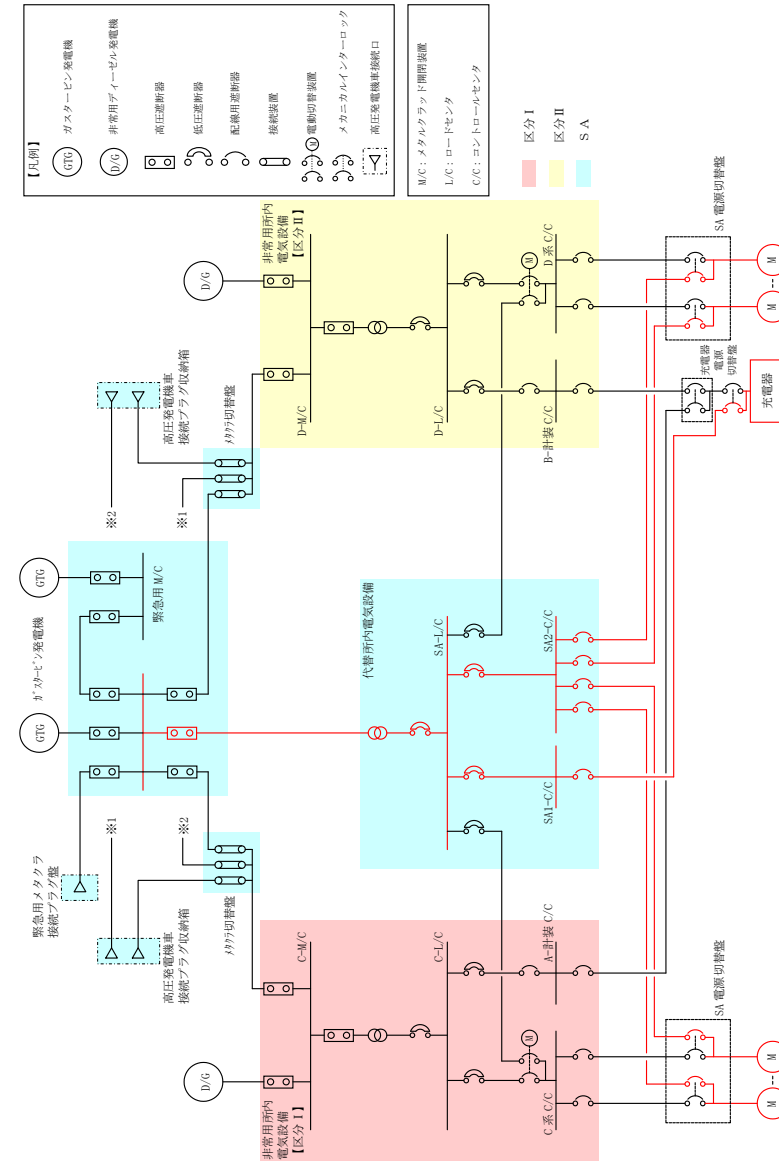 【凡例】
GTG
ガスタービン発電機
D/G
非常用ディーゼル発電機
高圧遮断器
低圧遮断器
配線用遮断器
接続装置
M
電動切替装置
メカニカルインターロック
高圧発電機車接続口
M/C：メタルクラッド開閉装置
L/C：ロードセンタ
C/C：コントロールセンタ
区分Ⅰ
区分Ⅱ
ＳＡ
緊急用メタクラ
接続プラグ盤
GTG
ｶﾞｽﾀｰﾋﾞﾝ発電機
GTG
緊急用 M/C
高圧発電機車
接続プラグ収納箱
※1
※2
ﾒﾀｸﾗ切替盤
高圧発電機車
接続プラグ収納箱
※2
※1
ﾒﾀｸﾗ切替盤
D/G
非常用所内
電気設備
【区分Ⅰ】
C-M/C
C-L/C
M
C 系 C/C
A-計装 C/C
代替所内電気設備
SA-L/C
SA1-C/C
SA2-C/C
D/G
非常用所内
電気設備
【区分Ⅱ】
D-M/C
D-L/C
M
B-計装 C/C
D 系 C/C
SA 電源切替盤
M
M
充電器
電源
切替盤
充電器
SA 電源切替盤
M
M